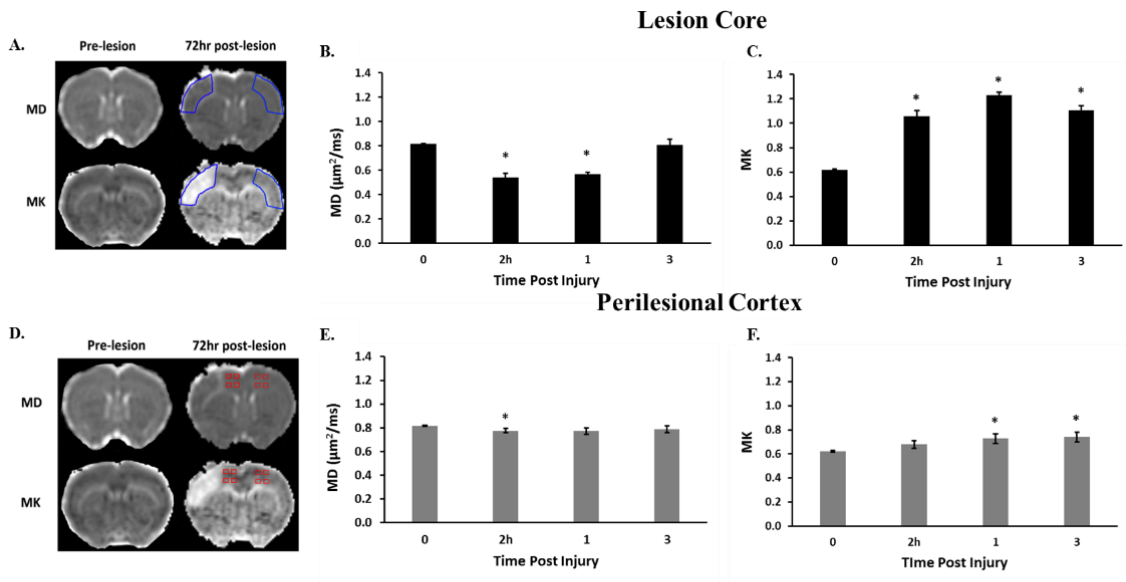 Lesion Core
A.
Pre-lesion
72hr post-lesion
MD
MK
B.
1.4
1.2
1.0
0.8
0.6
0.4
0.2
0.0
MD (µm²/ms)
*
*
0
2h
1
3
Time Post Injury
C.
1.4
1.2
1.0
0.8
0.6
0.4
0.2
0.0
MK
*
*
*
0
2h
1
3
Time Post Injury
Perilesional Cortex
D.
Pre-lesion
72hr post-lesion
MD
MK
E.
1.4
1.2
1.0
0.8
0.6
0.4
0.2
0.0
MD (µm²/ms)
*
0
2h
1
3
Time Post Injury
F.
1.4
1.2
1.0
0.8
0.6
0.4
0.2
0.0
MK
*
*
0
2h
1
3
TIme Post Injury